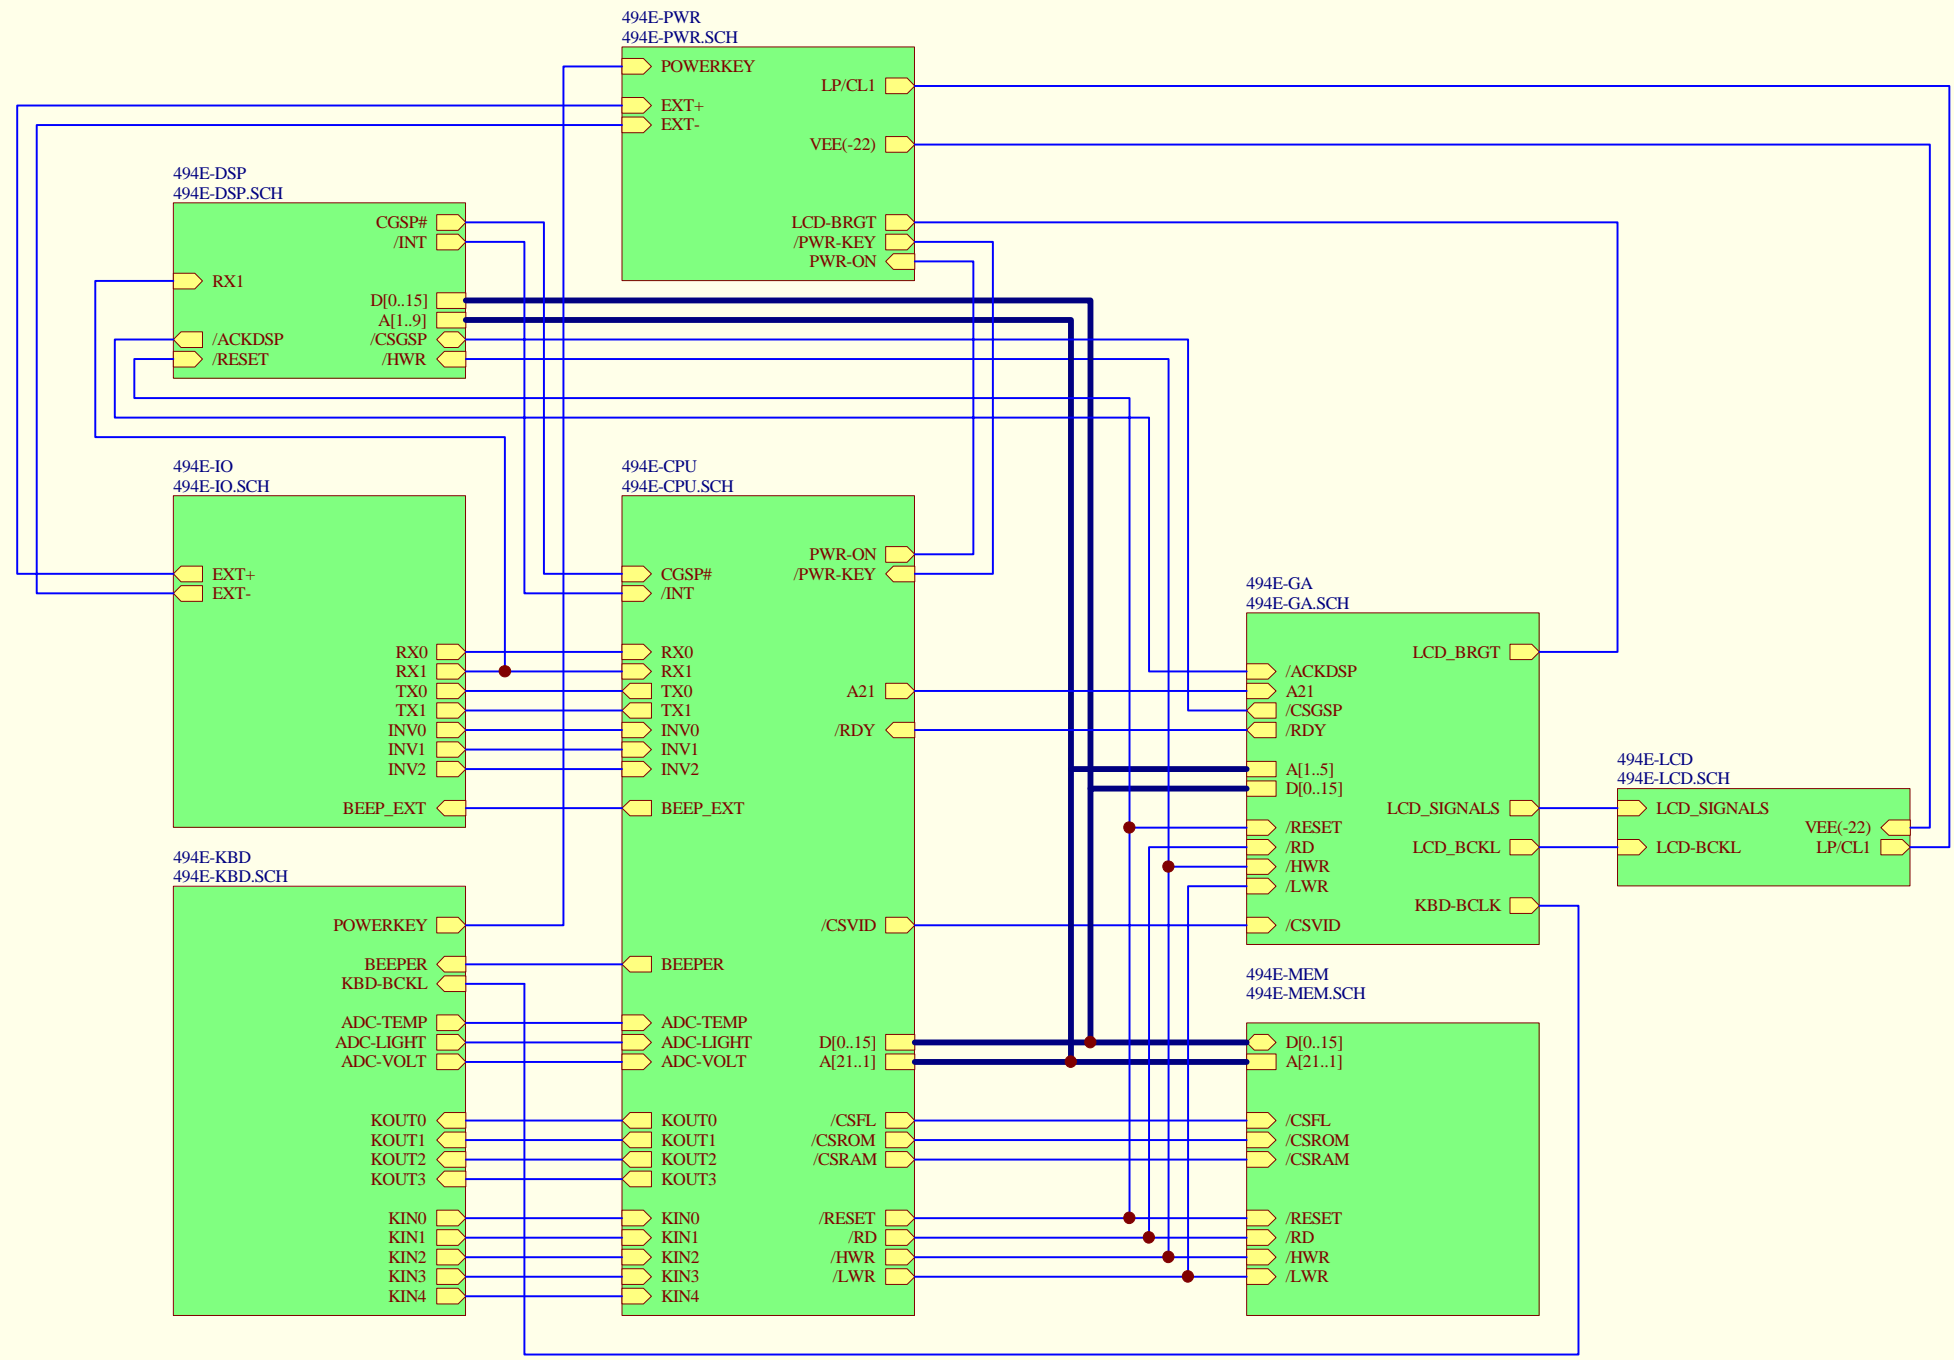 494E-PWR
494E-PWR.SCH
POWERKEY
LP/CL1
EXT+
EXT-
VEE(-22)
LCD-BRGT
/PWR-KEY
PWR-ON
494E-DSP
494E-DSP.SCH
CGSP#
/INT
RX1
D[0..15]
A[1..9]
/ACKDSP
/CSGSP
/RESET
/HWR
494E-IO
494E-IO.SCH
EXT+
EXT-
RX0
RX1
TX0
TX1
INV0
INV1
INV2
BEEP_EXT
494E-KBD
494E-KBD.SCH
POWERKEY
BEEPER
KBD-BCKL
ADC-TEMP
ADC-LIGHT
ADC-VOLT
KOUT0
KOUT1
KOUT2
KOUT3
KIN0
KIN1
KIN2
KIN3
KIN4
494E-CPU
494E-CPU.SCH
PWR-ON
CGSP#
/PWR-KEY
/INT
RX0
RX1
TX0
A21
TX1
INV0
/RDY
INV1
INV2
BEEP_EXT
/CSVID
BEEPER
ADC-TEMP
ADC-LIGHT
D[0..15]
ADC-VOLT
A[21..1]
KOUT0
/CSFL
KOUT1
/CSROM
KOUT2
/CSRAM
KOUT3
KIN0
/RESET
KIN1
/RD
KIN2
/HWR
KIN3
/LWR
KIN4
494E-GA
494E-GA.SCH
LCD_BRGT
/ACKDSP
A21
/CSGSP
/RDY
A[1..5]
D[0..15]
LCD_SIGNALS
/RESET
/RD
LCD_BCKL
/HWR
/LWR
KBD-BCLK
/CSVID
494E-MEM
494E-MEM.SCH
D[0..15]
A[21..1]
/CSFL
/CSROM
/CSRAM
/RESET
/RD
/HWR
/LWR
494E-LCD
494E-LCD.SCH
LCD_SIGNALS
VEE(-22)
LCD-BCKL
LP/CL1